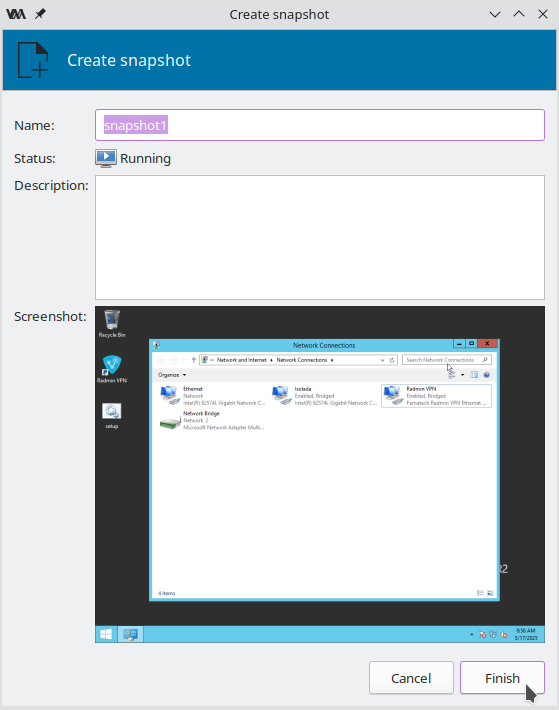 Create snapshot
Create snapshot
Name: snapshot1
Status: Running
Description:
Screenshot:
Recycle Bin
Radmin VPN
setup
Network Connections
« Network and Internet ▸ Network Connections ▸
Search Network Connections
Organize ▾
Ethernet
Network
Intel(R) 82574L Gigabit Network C...
Isolada
Enabled, Bridged
Intel(R) 82574L Gigabit Network C...
Radmin VPN
Enabled, Bridged
Famatech Radmin VPN Ethernet ...
Network Bridge
Network 2
Microsoft Network Adapter Multi...
4 items
R2
8:56 AM
5/17/2025
Cancel
Finish